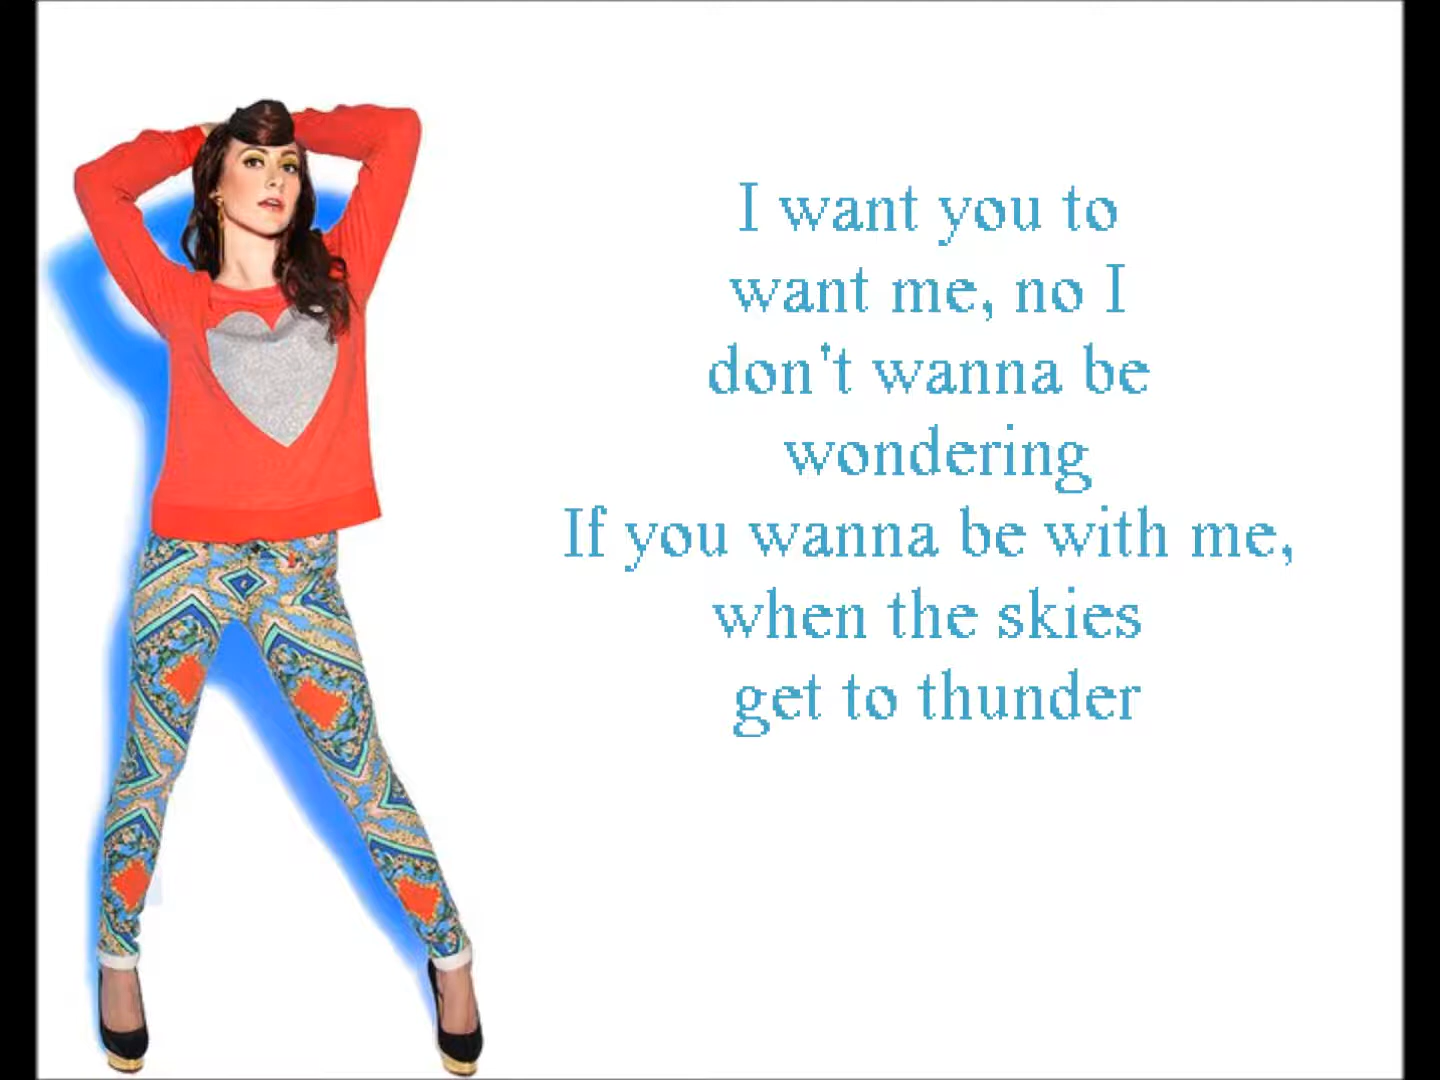 I want you to
want me, no I
don't wanna be
wondering
If you wanna be with me,
when the skies
get to thunder